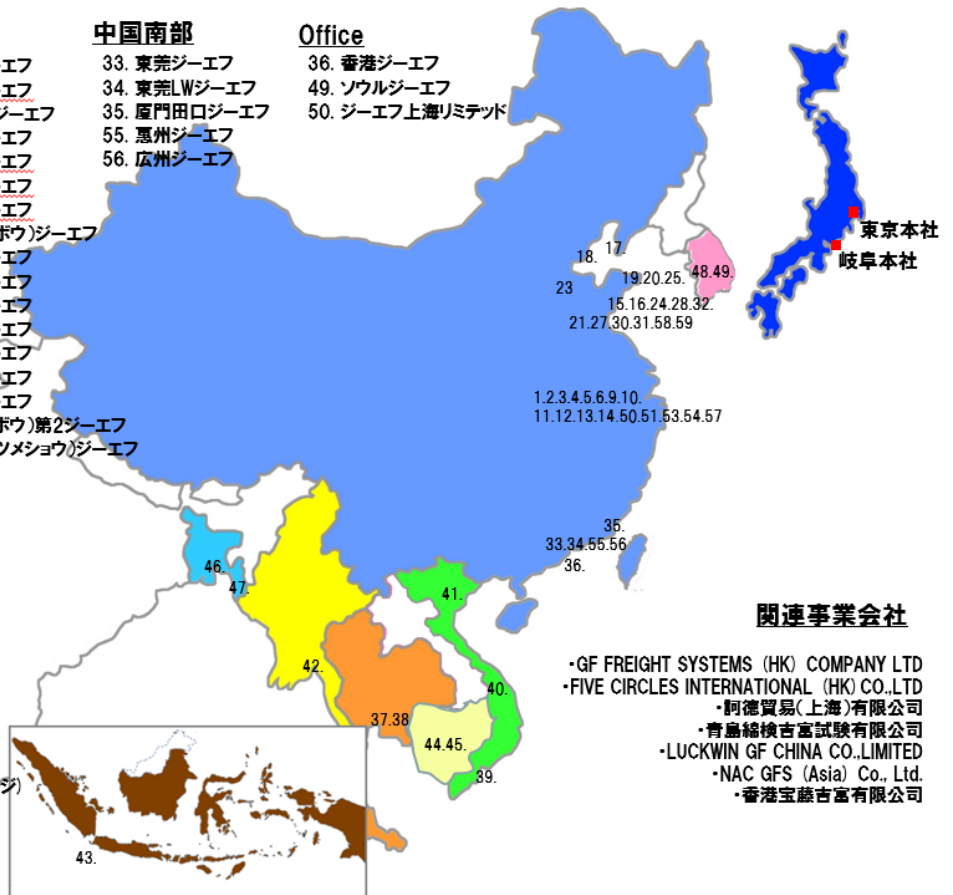 中国南部
33. 東莞ジーエフ
34. 東莞LWジーエフ
35. 厦門田口ジーエフ
55. 惠州ジーエフ
56. 広州ジーエフ
Office
36. 香港ジーエフ
49. ソウルジーエフ
50. ジーエフ上海リミテッド
エフ
エフ
ジーエフ
エフ
エフ
エフ
エフ
ボウ)ジーエフ
エフ
エフ
エフ
エフ
エフ
エフ
エフ
ボウ)第2ジーエフ
ツメショウ)ジーエフ
ジ)
東京本社
岐阜本社
17.
18.
48.49.
19.20.25.
23
15.16.24.28.32.
21.27.30.31.58.59
1.2.3.4.5.6.9.10.
11.12.13.14.50.51.53.54.57
35.
33.34.55.56
36.
46.
47.
41.
42.
40.
37.38
44.45.
39.
43.
関連事業会社
・GF FREIGHT SYSTEMS (HK) COMPANY LTD
・FIVE CIRCLES INTERNATIONAL (HK) CO.,LTD
・訶德貿易(上海)有限公司
・青島綿検吉富試験有限公司
・LUCKWIN GF CHINA CO.,LIMITED
・NAC GFS (Asia) Co., Ltd.
・香港宝藤吉富有限公司